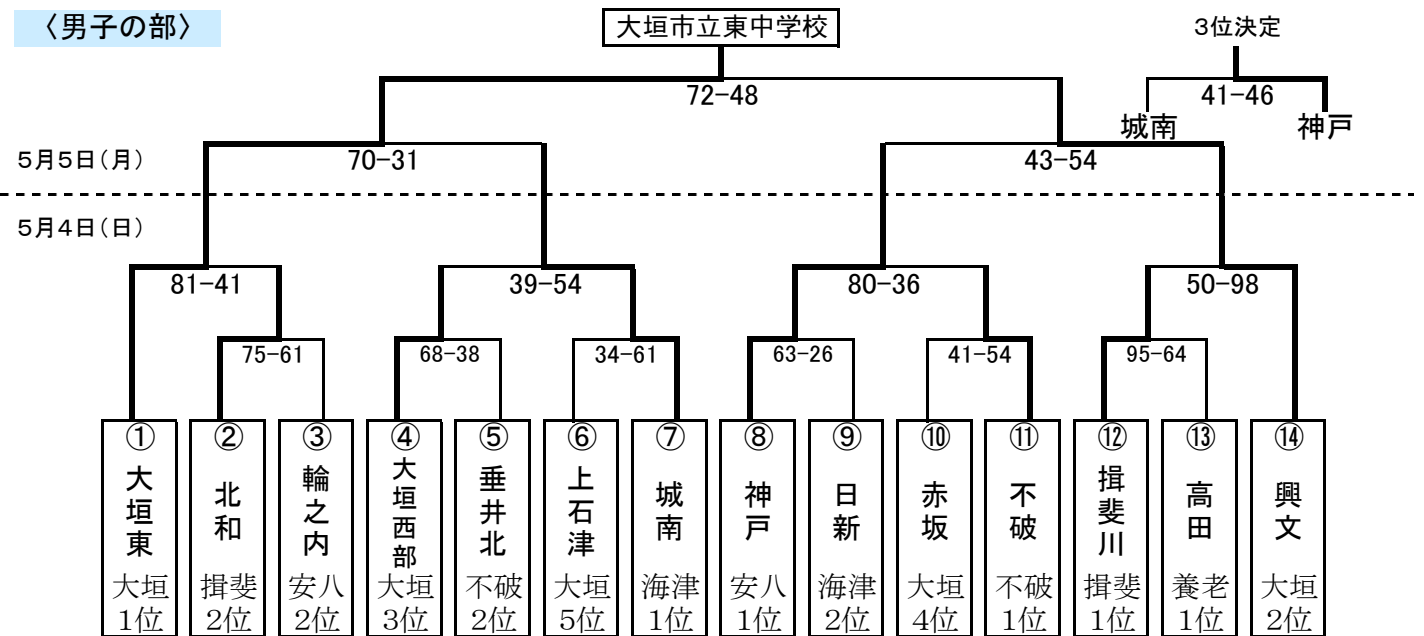 〈男子の部〉
大垣市立東中学校
3位決定
72-48
41-46
城南
神戸
5月5日(月)
70-31
43-54
5月4日(日)
81-41
39-54
80-36
50-98
75-61
68-38
34-61
63-26
41-54
95-64
①
大垣東
大垣
1位
②
北和
揖斐
2位
③
輪之内
安八
2位
④
大垣西部
大垣
3位
⑤
垂井北
不破
2位
⑥
上石津
大垣
5位
⑦
城南
海津
1位
⑧
神戸
安八
1位
⑨
日新
海津
2位
⑩
赤坂
大垣
4位
⑪
不破
不破
1位
⑫
揖斐川
揖斐
1位
⑬
高田
養老
1位
⑭
興文
大垣
2位